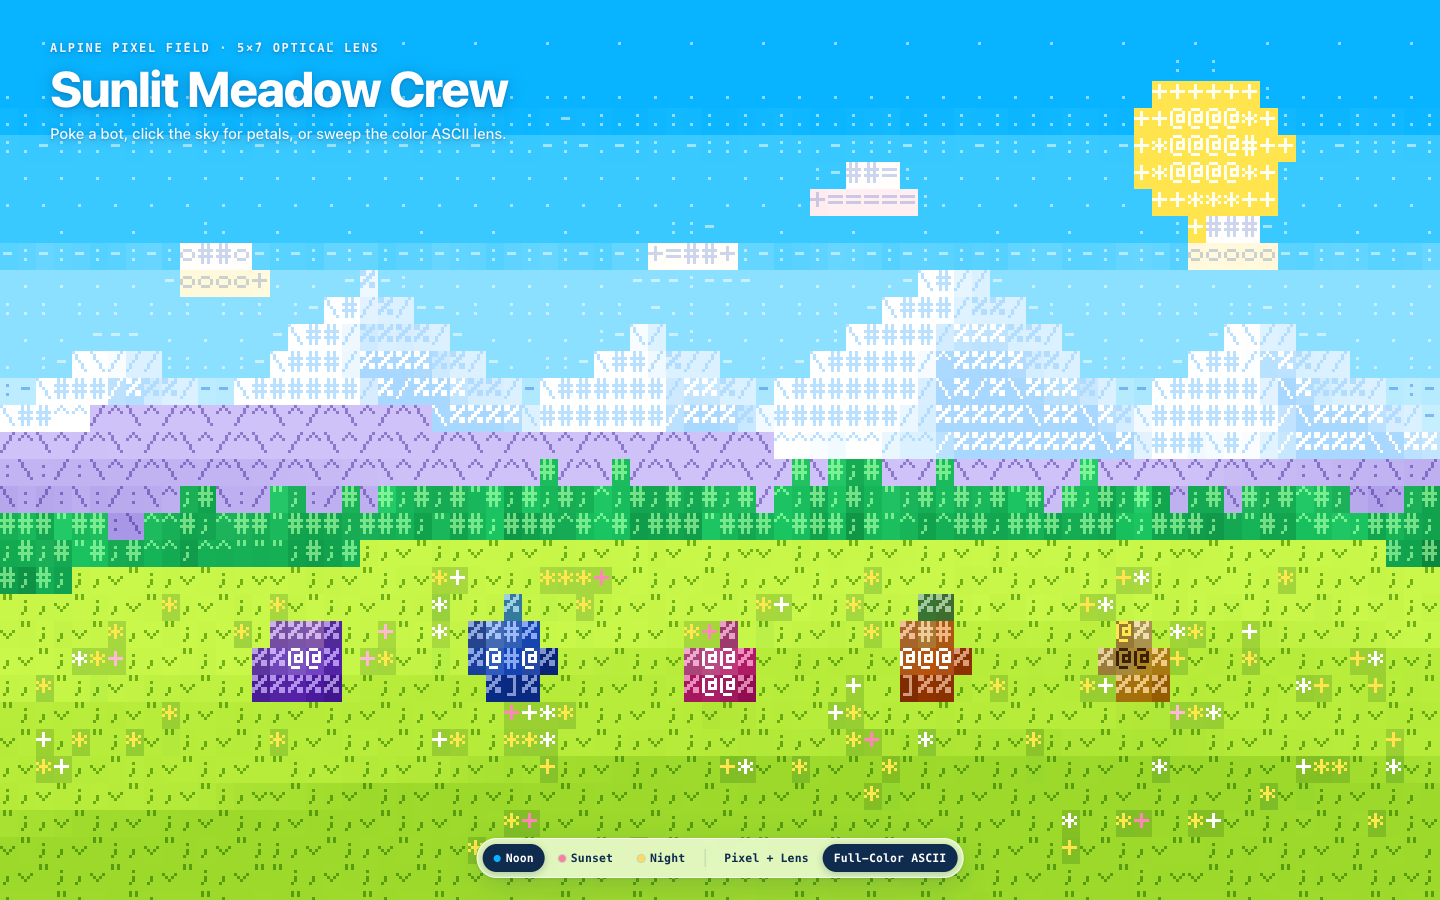 ALPINE PIXEL FIELD · 5×7 OPTICAL LENS
Sunlit Meadow Crew
Poke a bot, click the sky for petals, or sweep the color ASCII lens.
Noon Sunset Night Pixel + Lens Full-Color ASCII